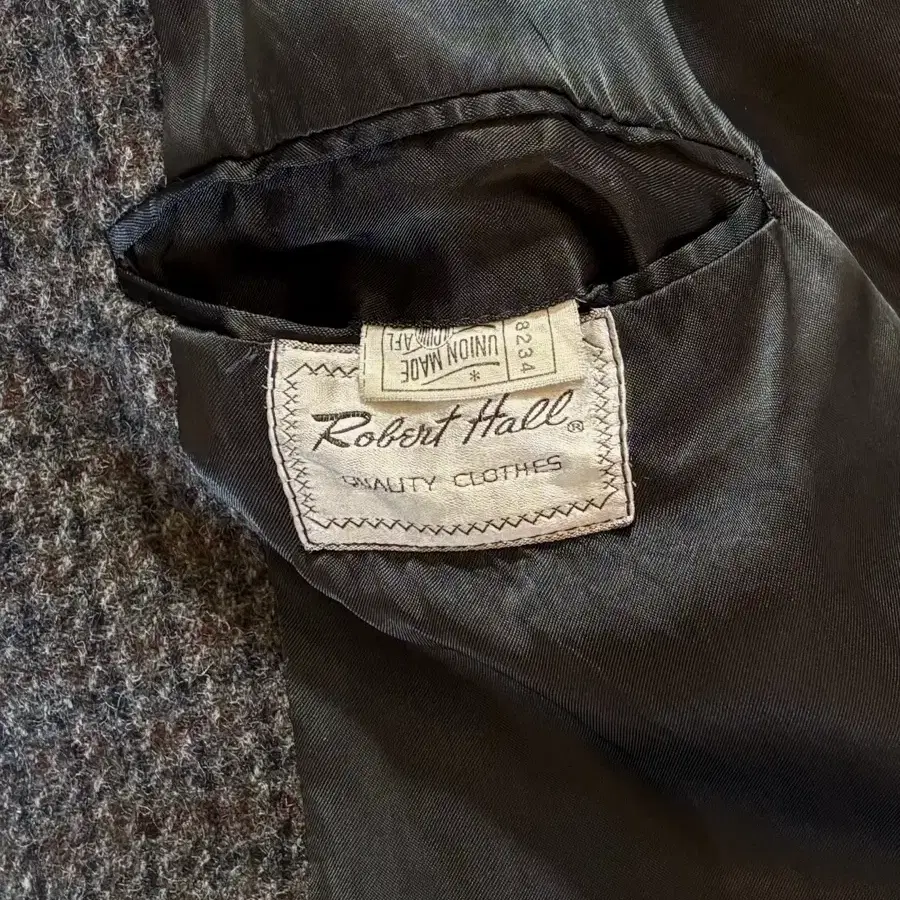 8234
*
UNION MADE
AFL
Robert Hall®
QUALITY CLOTHES